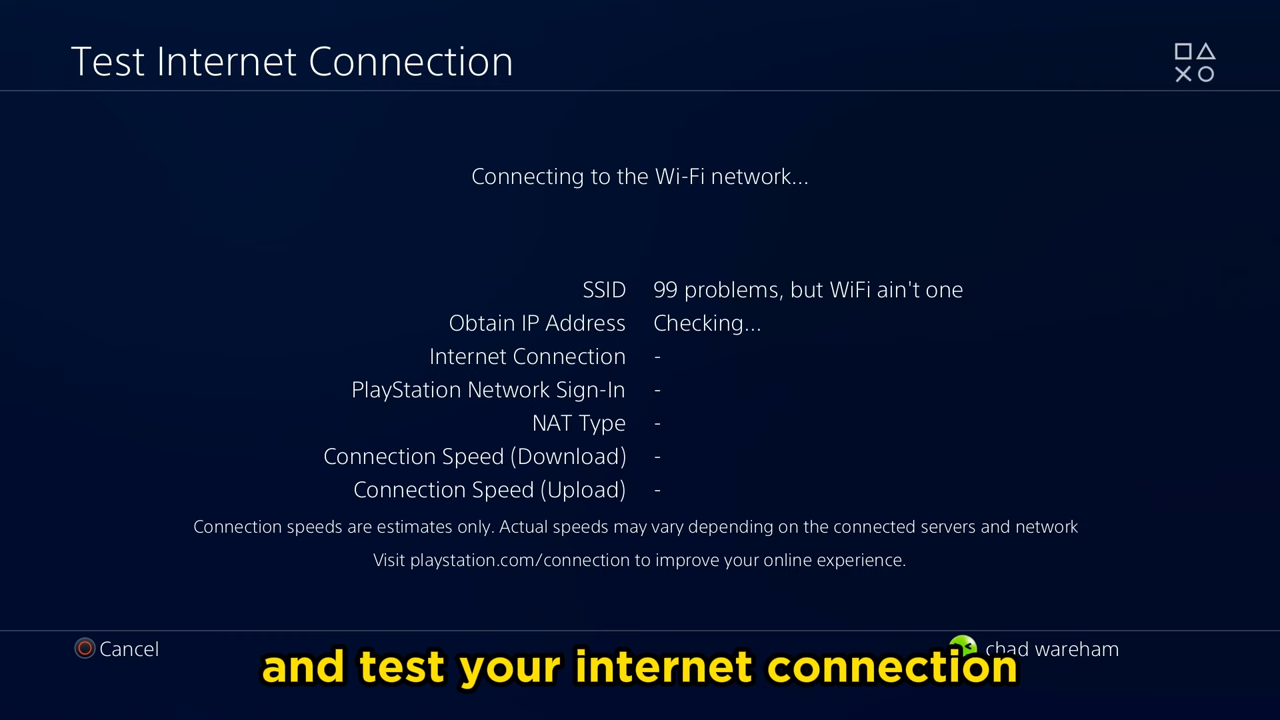 Test Internet Connection
Connecting to the Wi-Fi network...
SSID 99 problems, but WiFi ain't one
Obtain IP Address Checking...
Internet Connection -
PlayStation Network Sign-In -
NAT Type -
Connection Speed (Download) -
Connection Speed (Upload) -
Connection speeds are estimates only. Actual speeds may vary depending on the connected servers and network
Visit playstation.com/connection to improve your online experience.
Cancel chad wareham
and test your internet connection